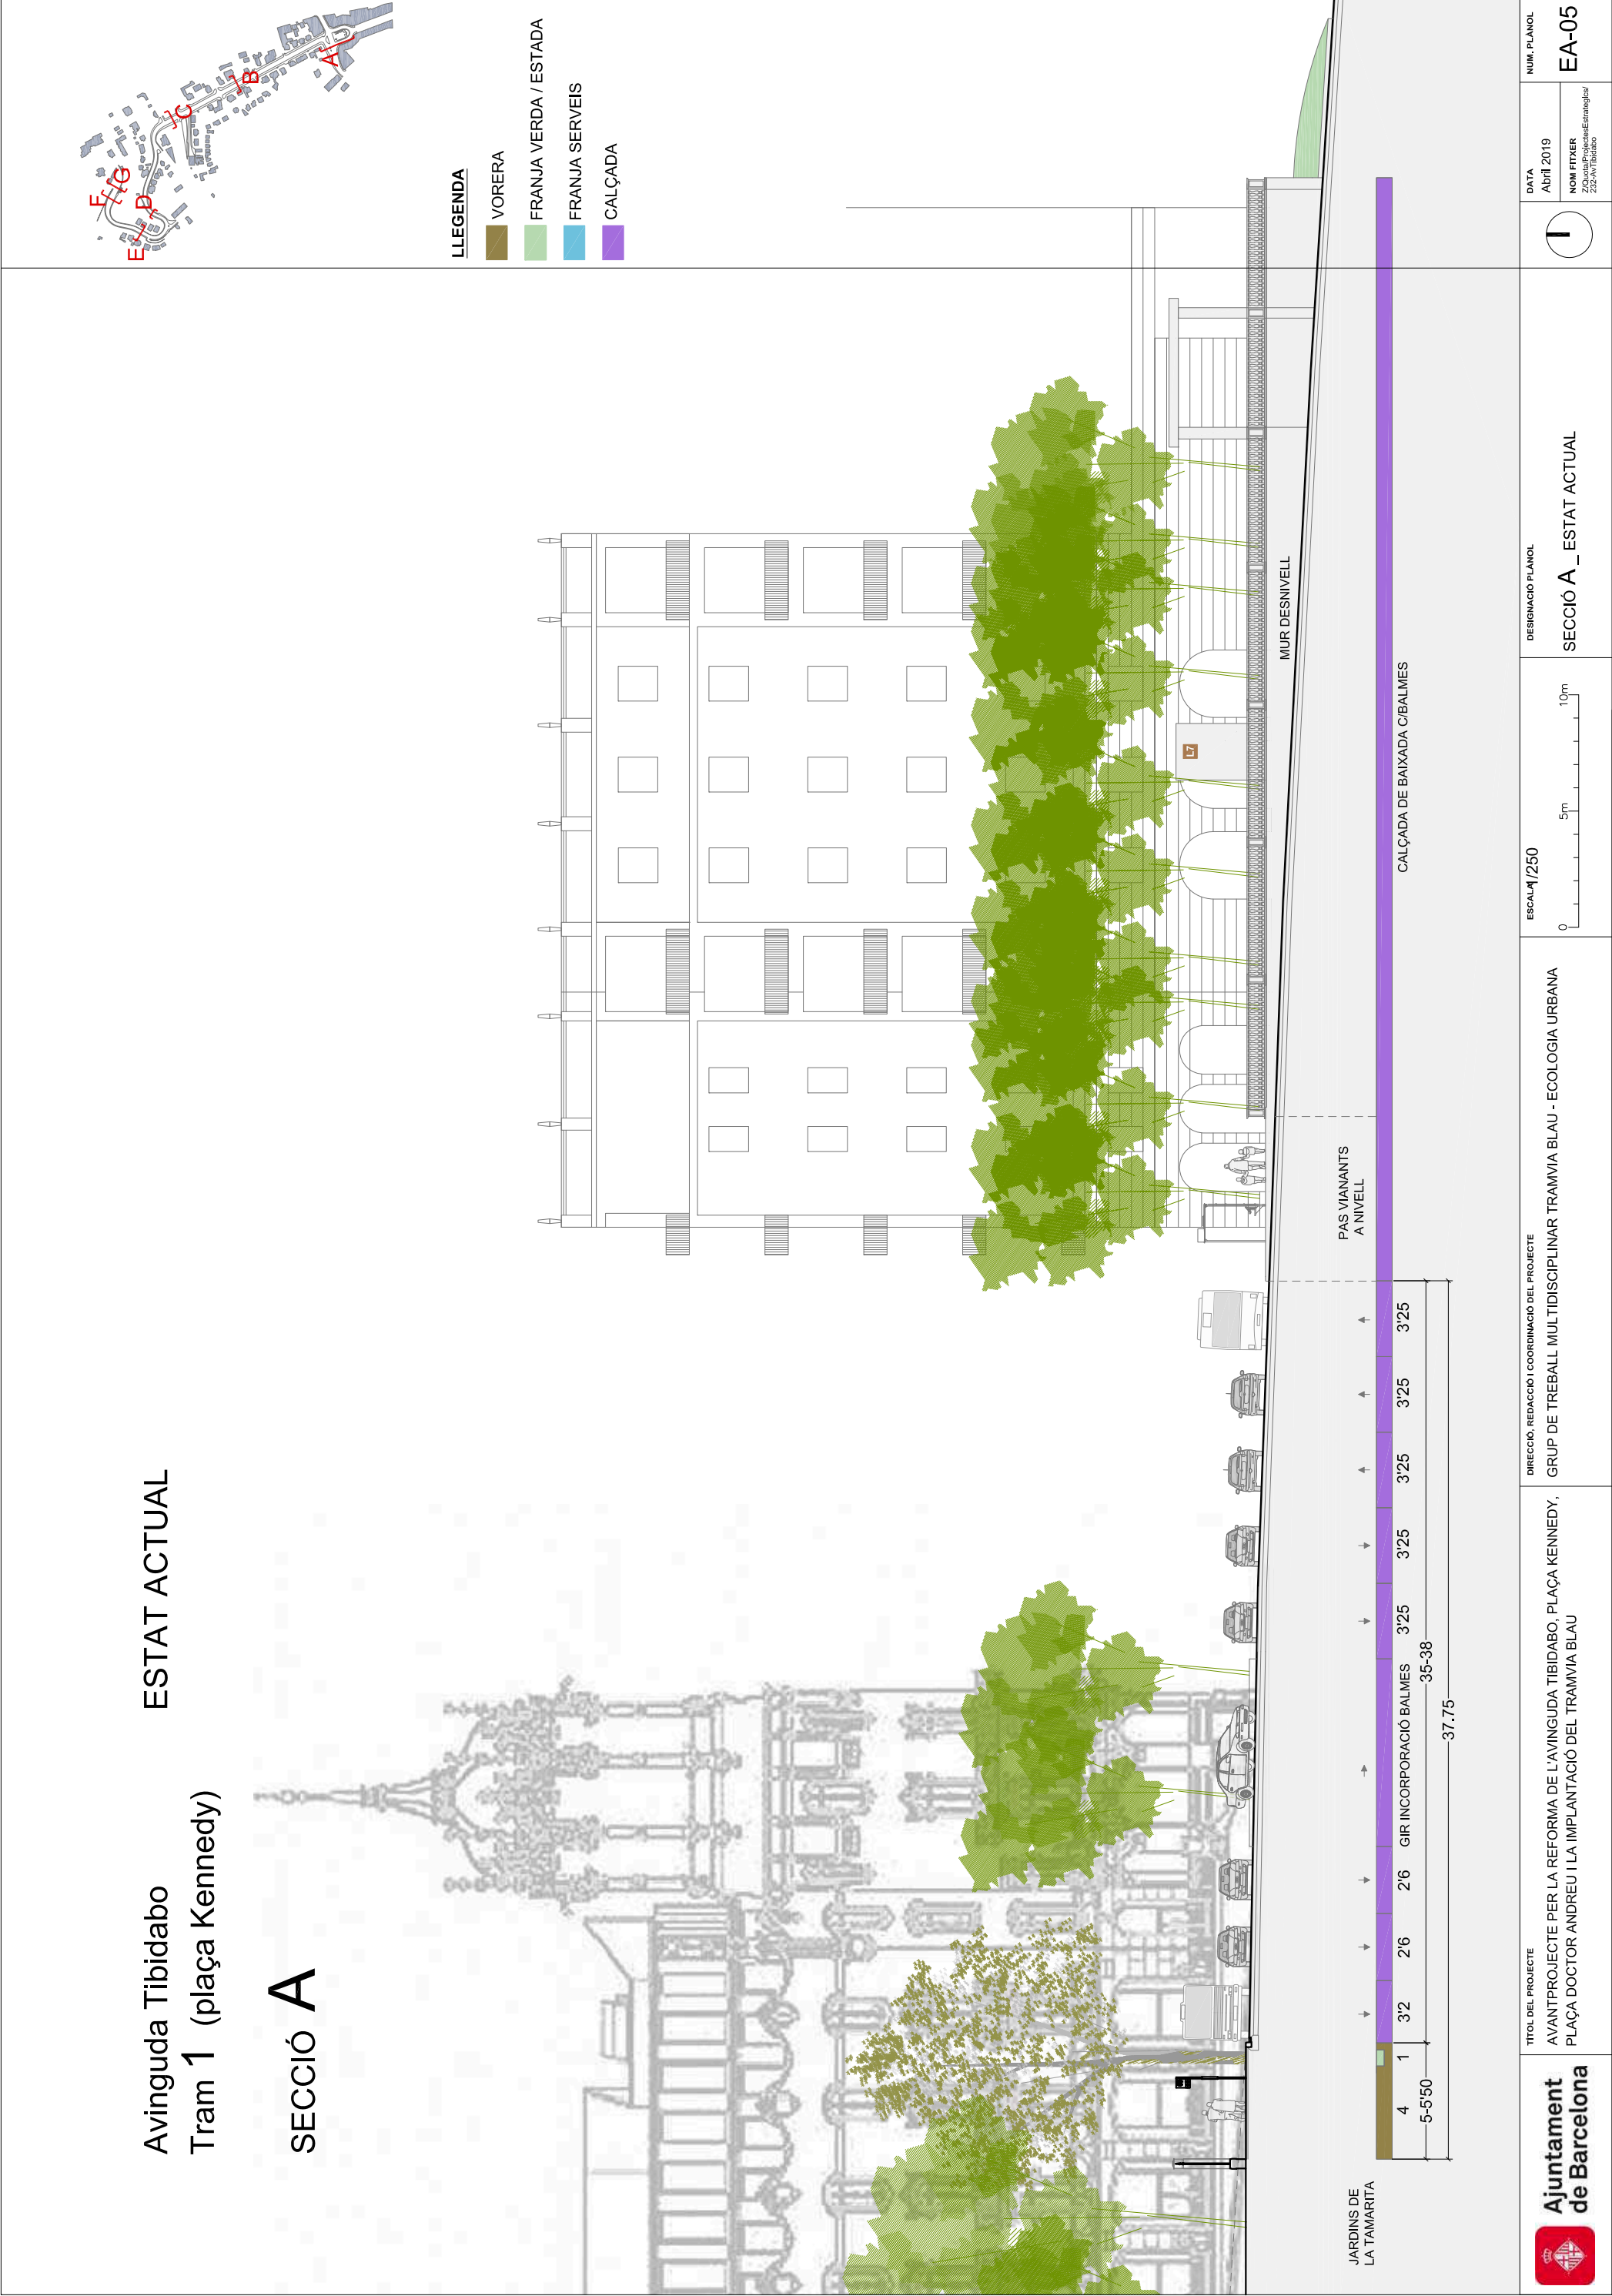 Avinguda Tibidabo
ESTAT ACTUAL
Tram 1 (plaça Kennedy)
SECCIÓ A
E
F
G
D
C
B
A
LLEGENDA
VORERA
FRANJA VERDA / ESTADA
FRANJA SERVEIS
CALÇADA
L7
MUR DESNIVELL
JARDINS DE
LA TAMARITA
PAS VIANANTS
A NIVELL
4
1
3'2
2'6
2'6
GIR INCORPORACIÓ BALMES
3'25
3'25
3'25
3'25
3'25
CALÇADA DE BAIXADA C/BALMES
5-5'50
35-38
37.75
Ajuntament
de Barcelona
TITOL DEL PROJECTE
AVANTPROJECTE PER LA REFORMA DE L'AVINGUDA TIBIDABO, PLAÇA KENNEDY,
PLAÇA DOCTOR ANDREU I LA IMPLANTACIÓ DEL TRAMVIA BLAU
DIRECCIÓ, REDACCIÓ I COORDINACIÓ DEL PROJECTE
GRUP DE TREBALL MULTIDISCIPLINAR TRAMVIA BLAU - ECOLOGIA URBANA
ESCALA 1/250
0
5m
10m
DESIGNACIÓ PLÀNOL
SECCIÓ A _ ESTAT ACTUAL
DATA
Abril 2019
NOM FITXER
Z/Quota/ProjectesEstrategics/
232-AvTibidabo
NUM. PLÀNOL
EA-05